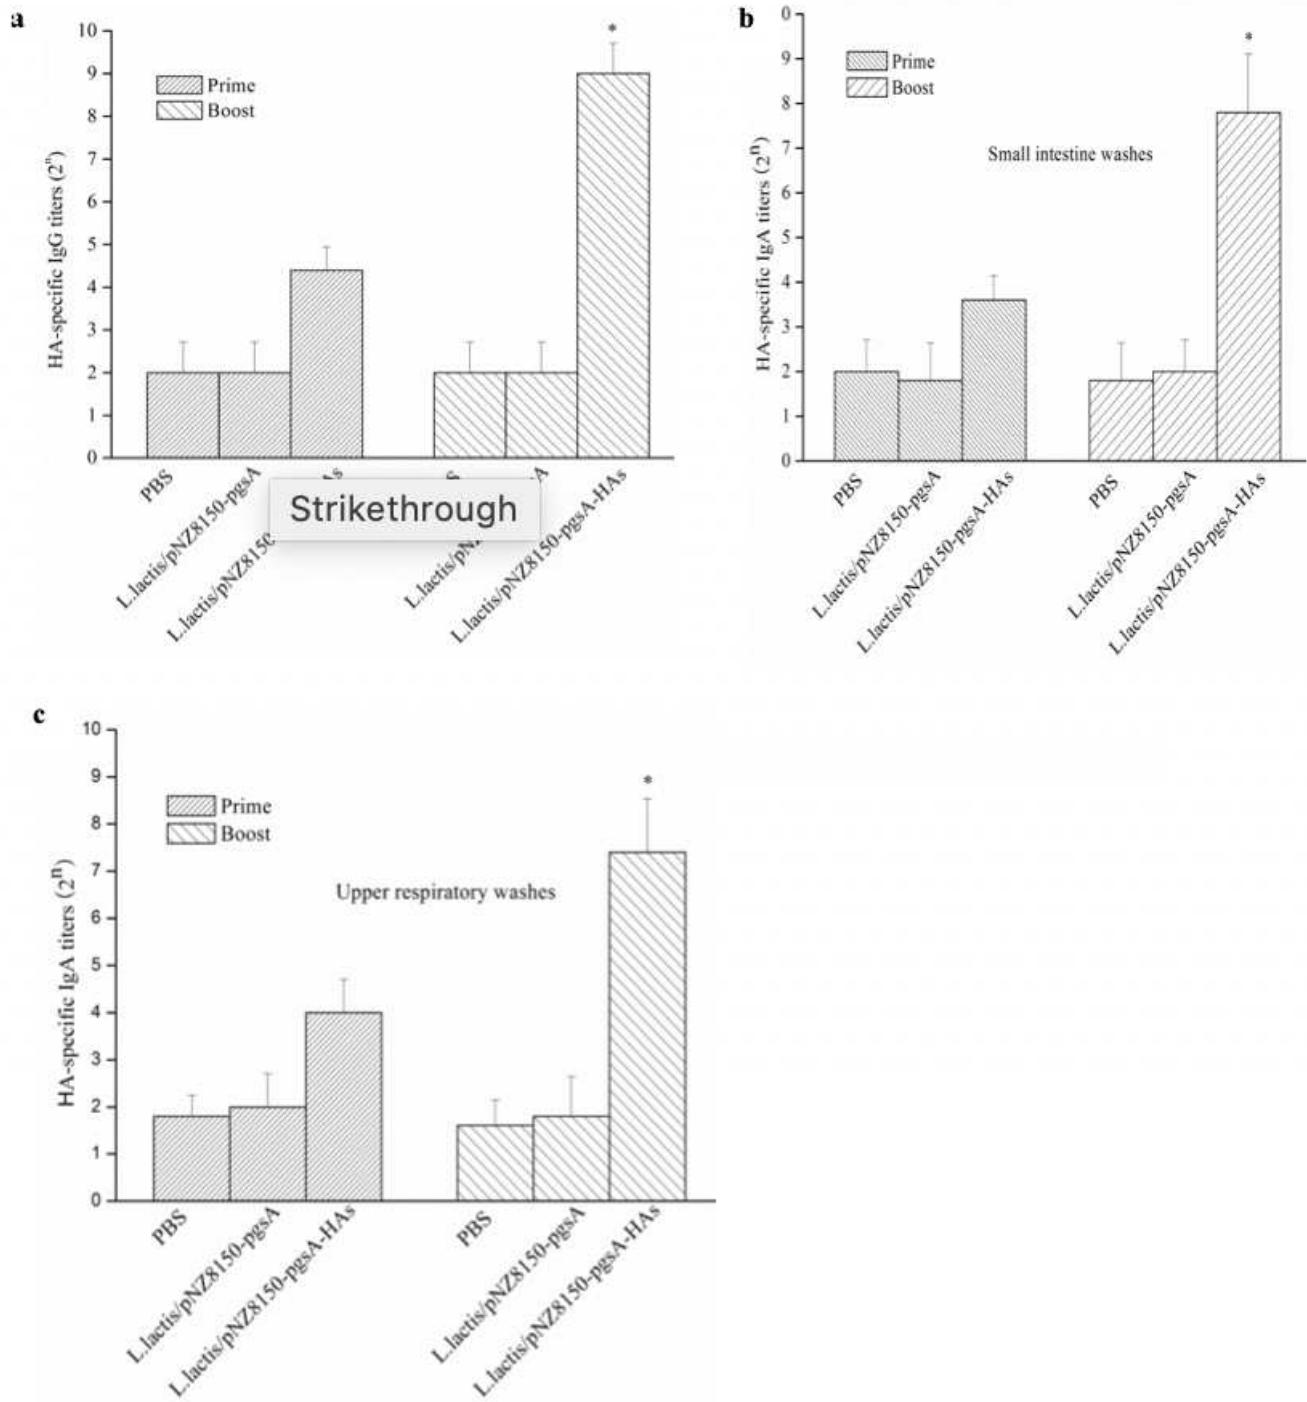 a
10
9
8
7
6
5
4
3
2
1
0
HA-specific IgG titers (2ⁿ)
Prime
Boost
*
PBS
L.lactis/pNZ8150-pgsA
L.lactis/pNZ8150
As
Strikethrough
S
A
L.lactis/pN
L.lactis/pNZ8150-pgsA-HAs
b
0
9
8
7
6
5
4
3
2
1
0
HA-specific IgA titers (2ⁿ)
Prime
Boost
*
Small intestine washes
PBS
L.lactis/pNZ8150-pgsA
L.lactis/pNZ8150-pgsA-HAs
PBS
L.lactis/pNZ8150-pgsA
L.lactis/pNZ8150-pgsA-HAs
c
10
9
8
7
6
5
4
3
2
1
0
HA-specific IgA titers (2ⁿ)
Prime
Boost
*
Upper respiratory washes
PBS
L.lactis/pNZ8150-pgsA
L.lactis/pNZ8150-pgsA-HAs
PBS
L.lactis/pNZ8150-pgsA
L.lactis/pNZ8150-pgsA-HAs